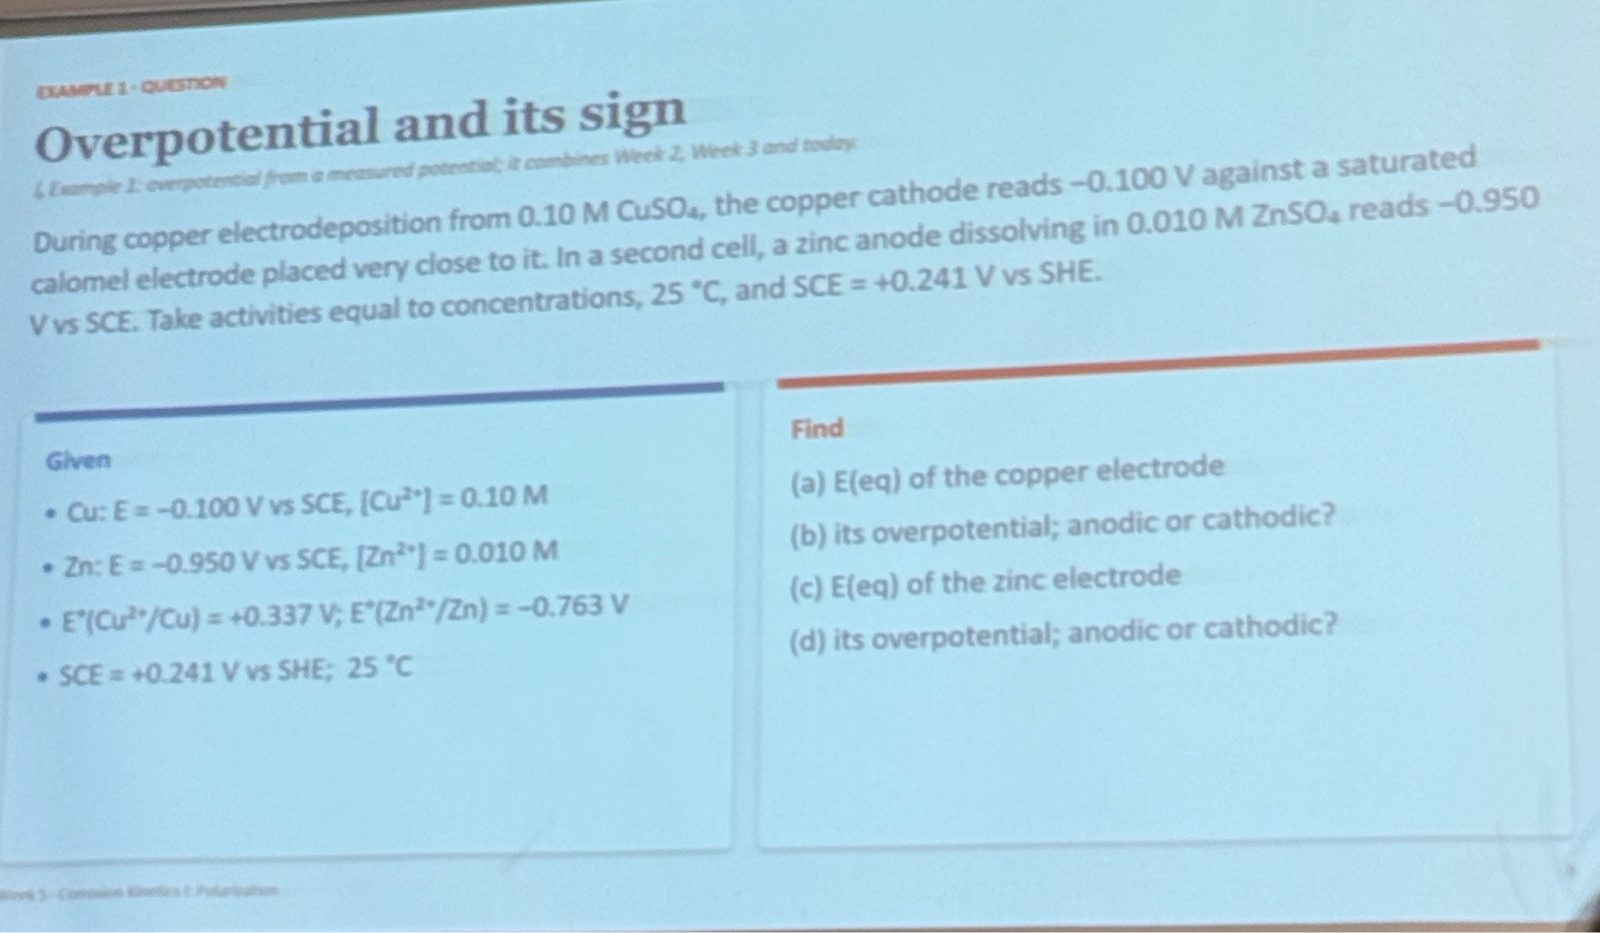 EXAMPLE 1 · QUESTION
Overpotential and its sign
Example 1: overpotential from a measured potential; it combines Week 2, Week 3 and today.
During copper electrodeposition from 0.10 M CuSO₄, the copper cathode reads −0.100 V against a saturated
calomel electrode placed very close to it. In a second cell, a zinc anode dissolving in 0.010 M ZnSO₄ reads −0.950
V vs SCE. Take activities equal to concentrations, 25 °C, and SCE = +0.241 V vs SHE.
Given
• Cu: E = −0.100 V vs SCE, [Cu²⁺] = 0.10 M
• Zn: E = −0.950 V vs SCE, [Zn²⁺] = 0.010 M
• E°(Cu²⁺/Cu) = +0.337 V; E°(Zn²⁺/Zn) = −0.763 V
• SCE = +0.241 V vs SHE; 25 °C
Find
(a) E(eq) of the copper electrode
(b) its overpotential; anodic or cathodic?
(c) E(eq) of the zinc electrode
(d) its overpotential; anodic or cathodic?
Week 5 · Corrosion Kinetics I: Polarization